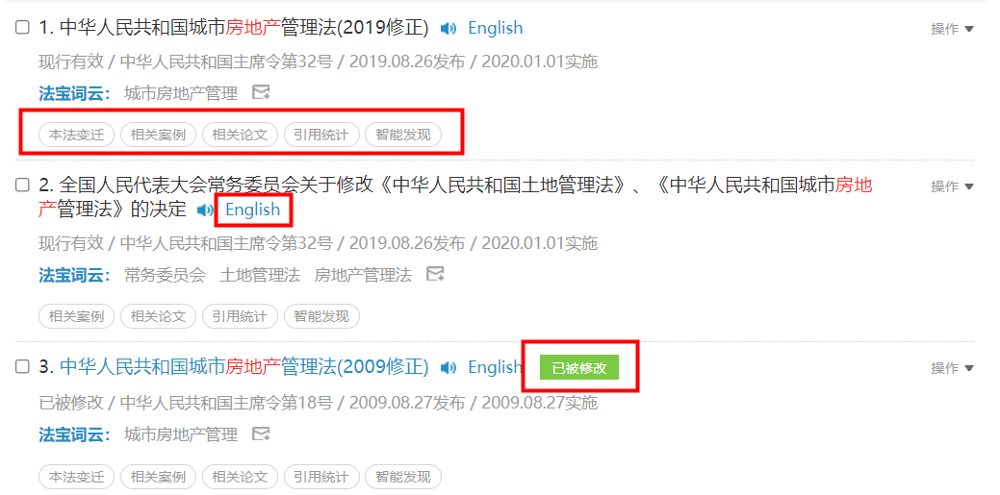 1. 中华人民共和国城市房地产管理法(2019修正) English 操作
现行有效 / 中华人民共和国主席令第32号 / 2019.08.26发布 / 2020.01.01实施
法宝词云： 城市房地产管理
本法变迁 相关案例 相关论文 引用统计 智能发现
2. 全国人民代表大会常务委员会关于修改《中华人民共和国土地管理法》、《中华人民共和国城市房地 操作
产管理法》的决定 English
现行有效 / 中华人民共和国主席令第32号 / 2019.08.26发布 / 2020.01.01实施
法宝词云： 常务委员会 土地管理法 房地产管理法
相关案例 相关论文 引用统计 智能发现
3. 中华人民共和国城市房地产管理法(2009修正) English 已被修改 操作
已被修改 / 中华人民共和国主席令第18号 / 2009.08.27发布 / 2009.08.27实施
法宝词云： 城市房地产管理
本法变迁 相关案例 相关论文 引用统计 智能发现